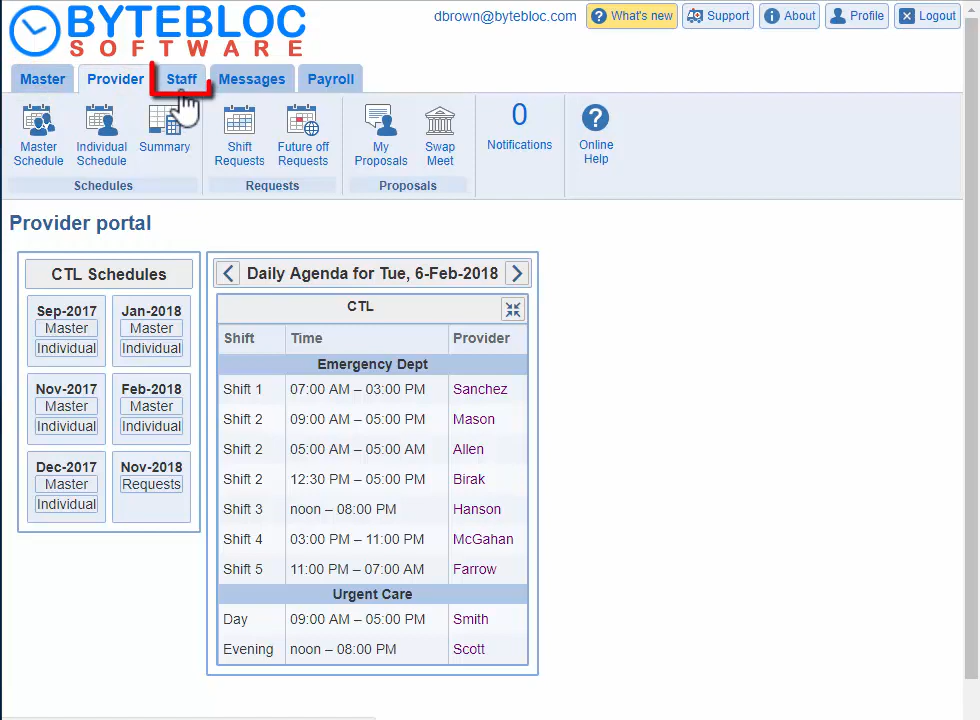 BYTEBLOC
SOFTWARE
dbrown@bytebloc.com
What's new
Support
About
Profile
Logout
Master
Provider
Staff
Messages
Payroll
Master
Schedule
Individual
Schedule
Summary
Schedules
Shift
Requests
Future off
Requests
Requests
My
Proposals
Swap
Meet
Proposals
0
Notifications
?
Online
Help
Provider portal
CTL Schedules
Sep-2017
Master
Individual
Jan-2018
Master
Individual
Nov-2017
Master
Individual
Feb-2018
Master
Individual
Dec-2017
Master
Individual
Nov-2018
Requests
Daily Agenda for Tue, 6-Feb-2018
CTL
Shift Time Provider
Emergency Dept
Shift 1 07:00 AM – 03:00 PM Sanchez
Shift 2 09:00 AM – 05:00 PM Mason
Shift 2 05:00 AM – 05:00 AM Allen
Shift 2 12:30 PM – 05:00 PM Birak
Shift 3 noon – 08:00 PM Hanson
Shift 4 03:00 PM – 11:00 PM McGahan
Shift 5 11:00 PM – 07:00 AM Farrow
Urgent Care
Day 09:00 AM – 05:00 PM Smith
Evening noon – 08:00 PM Scott